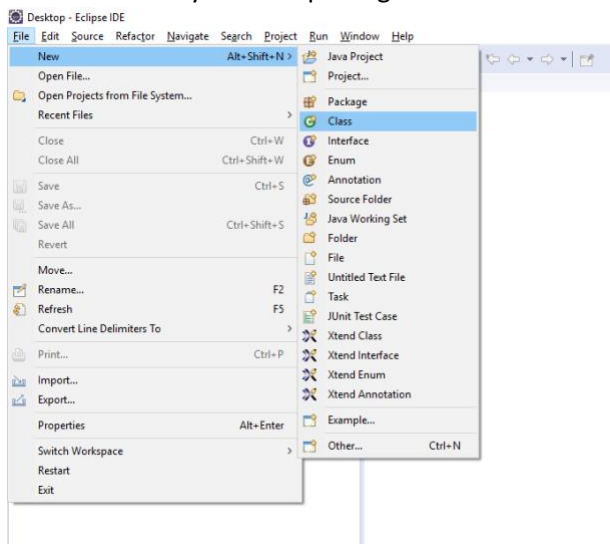 Desktop - Eclipse IDE
File Edit Source Refactor Navigate Search Project Run Window Help
New Alt+Shift+N >
Open File...
Open Projects from File System...
Recent Files >
Close Ctrl+W
Close All Ctrl+Shift+W
Save Ctrl+S
Save As...
Save All Ctrl+Shift+S
Revert
Move...
Rename... F2
Refresh F5
Convert Line Delimiters To >
Print... Ctrl+P
Import...
Export...
Properties Alt+Enter
Switch Workspace >
Restart
Exit
Java Project
Project...
Package
Class
Interface
Enum
Annotation
Source Folder
Java Working Set
Folder
File
Untitled Text File
Task
JUnit Test Case
Xtend Class
Xtend Interface
Xtend Enum
Xtend Annotation
Example...
Other... Ctrl+N